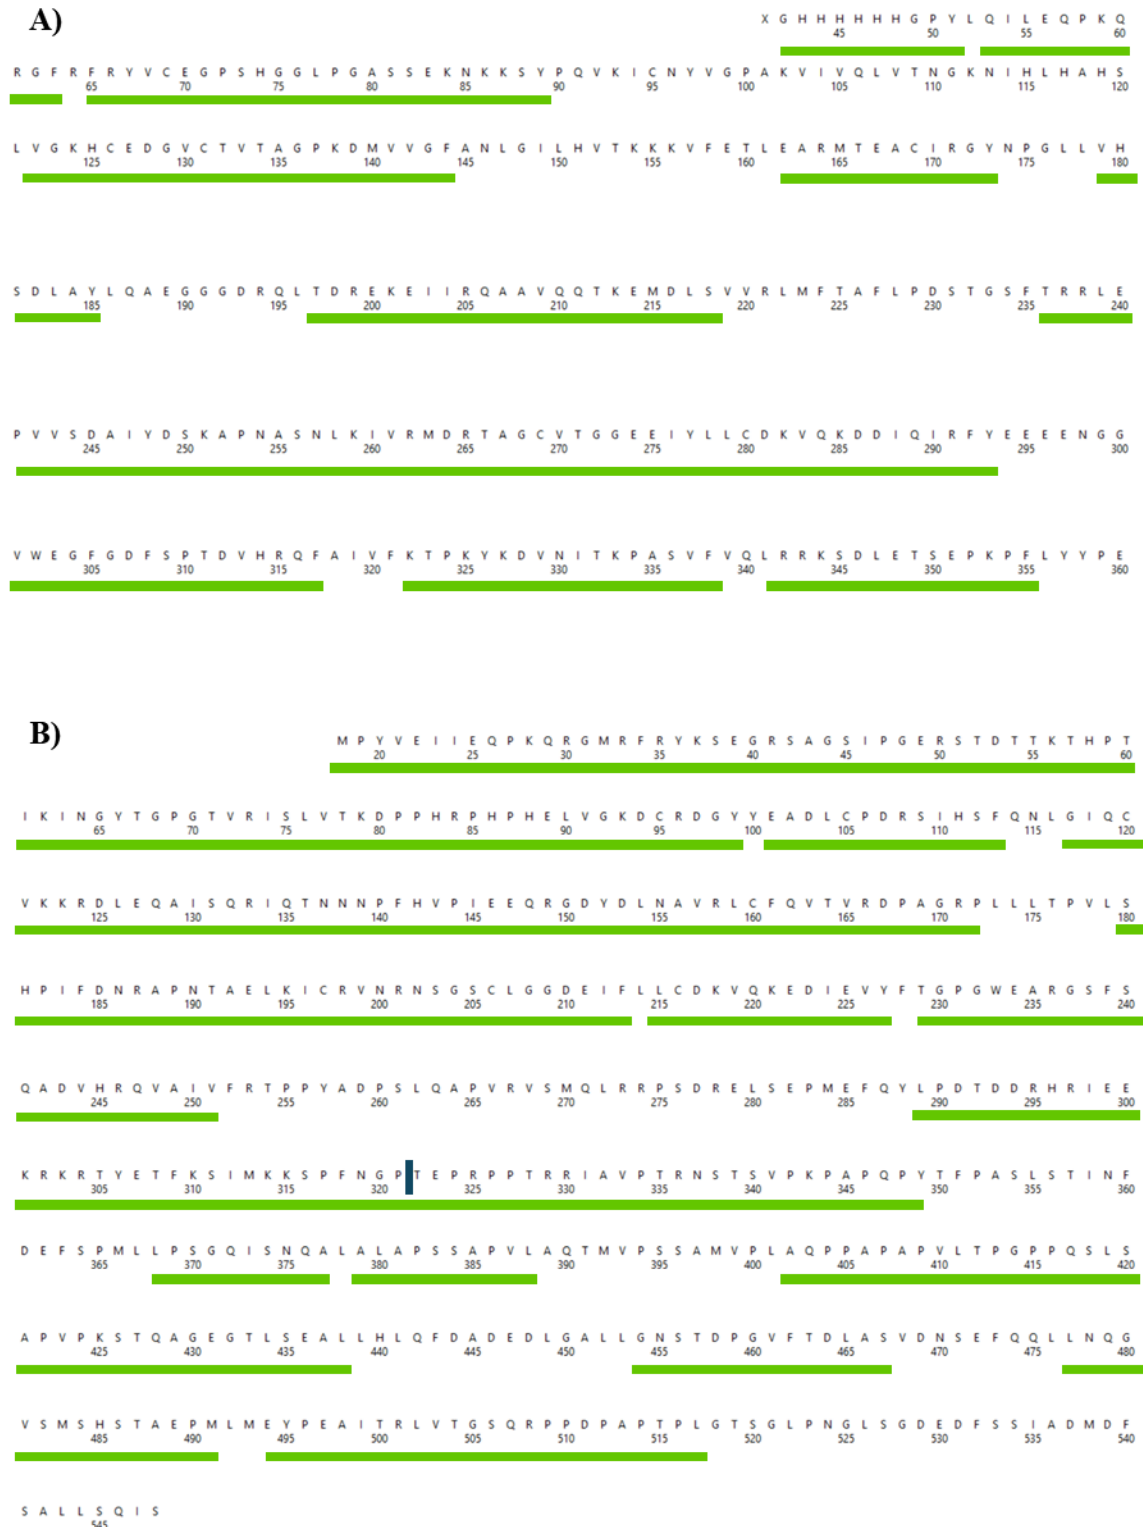 A)
X G H H H H H H G P Y L Q I L E Q P K Q
45 50 55 60
R G F R F R Y V C E G P S H G G L P G A S S E K N K K S Y P Q V K I C N Y V G P A K V I V Q L V T N G K N I H L H A H S
65 70 75 80 85 90 95 100 105 110 115 120
L V G K H C E D G V C T V T A G P K D M V V G F A N L G I L H V T K K K V F E T L E A R M T E A C I R G Y N P G L L V H
125 130 135 140 145 150 155 160 165 170 175 180
S D L A Y L Q A E G G G D R Q L T D R E K E I I R Q A A V Q Q T K E M D L S V V R L M F T A F L P D S T G S F T R R L E
185 190 195 200 205 210 215 220 225 230 235 240
P V V S D A I Y D S K A P N A S N L K I V R M D R T A G C V T G G E E I Y L L C D K V Q K D D I Q I R F Y E E E E N G G
245 250 255 260 265 270 275 280 285 290 295 300
V W E G F G D F S P T D V H R Q F A I V F K T P K Y K D V N I T K P A S V F V Q L R R K S D L E T S E P K P F L Y Y P E
305 310 315 320 325 330 335 340 345 350 355 360
B)
M P Y V E I I E Q P K Q R G M R F R Y K S E G R S A G S I P G E R S T D T T K T H P T
20 25 30 35 40 45 50 55 60
I K I N G Y T G P G T V R I S L V T K D P P H R P H P H E L V G K D C R D G Y Y E A D L C P D R S I H S F Q N L G I Q C
65 70 75 80 85 90 95 100 105 110 115 120
V K K R D L E Q A I S Q R I Q T N N N P F H V P I E E Q R G D Y D L N A V R L C F Q V T V R D P A G R P L L L T P V L S
125 130 135 140 145 150 155 160 165 170 175 180
H P I F D N R A P N T A E L K I C R V N R N S G S C L G G D E I F L L C D K V Q K E D I E V Y F T G P G W E A R G S F S
185 190 195 200 205 210 215 220 225 230 235 240
Q A D V H R Q V A I V F R T P P Y A D P S L Q A P V R V S M Q L R R P S D R E L S E P M E F Q Y L P D T D D R H R I E E
245 250 255 260 265 270 275 280 285 290 295 300
K R K R T Y E T F K S I M K K S P F N G P T E P R P P T R R I A V P T R N S T S V P K P A P Q P Y T F P A S L S T I N F
305 310 315 320 325 330 335 340 345 350 355 360
D E F S P M L L P S G Q I S N Q A L A L A P S S A P V L A Q T M V P S S A M V P L A Q P P A P A P V L T P G P P Q S L S
365 370 375 380 385 390 395 400 405 410 415 420
A P V P K S T Q A G E G T L S E A L L H L Q F D A D E D L G A L L G N S T D P G V F T D L A S V D N S E F Q Q L L N Q G
425 430 435 440 445 450 455 460 465 470 475 480
V S M S H S T A E P M L M E Y P E A I T R L V T G S Q R P P D P A P T P L G T S G L P N G L S G D E D F S S I A D M D F
485 490 495 500 505 510 515 520 525 530 535 540
S A L L S Q I S
545